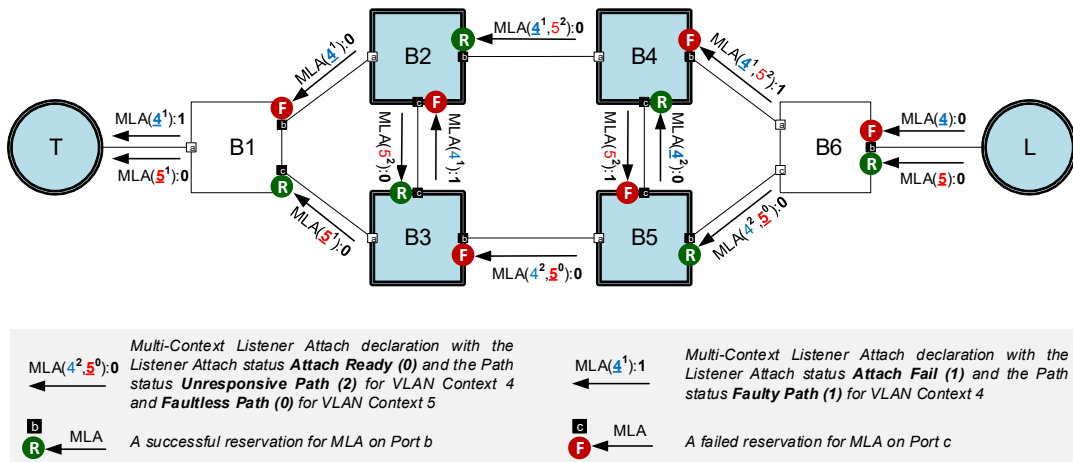 B2
B4
T
B1
B6
L
B3
B5
MLA(4¹):0
MLA(4¹,5²):0
MLA(4¹,5²):1
MLA(4¹):1
MLA(5¹):0
MLA(5²):0
MLA(4¹):1
MLA(5²):1
MLA(4²):0
MLA(4):0
MLA(5):0
MLA(5¹):0
MLA(4²,5⁰):0
MLA(4²,5⁰):0
R
F
F
F
R
F
R
R
R
F
F
F
R
R
a
b
a
b
c
a
b
c
a
b
c
a
b
c
a
b
c
a
b
c
MLA(4²,5⁰):0
Multi-Context Listener Attach declaration with the
Listener Attach status Attach Ready (0) and the Path
status Unresponsive Path (2) for VLAN Context 4
and Faultless Path (0) for VLAN Context 5
b
R
MLA
A successful reservation for MLA on Port b
MLA(4¹):1
Multi-Context Listener Attach declaration with the
Listener Attach status Attach Fail (1) and the Path
status Faulty Path (1) for VLAN Context 4
c
F
MLA
A failed reservation for MLA on Port c